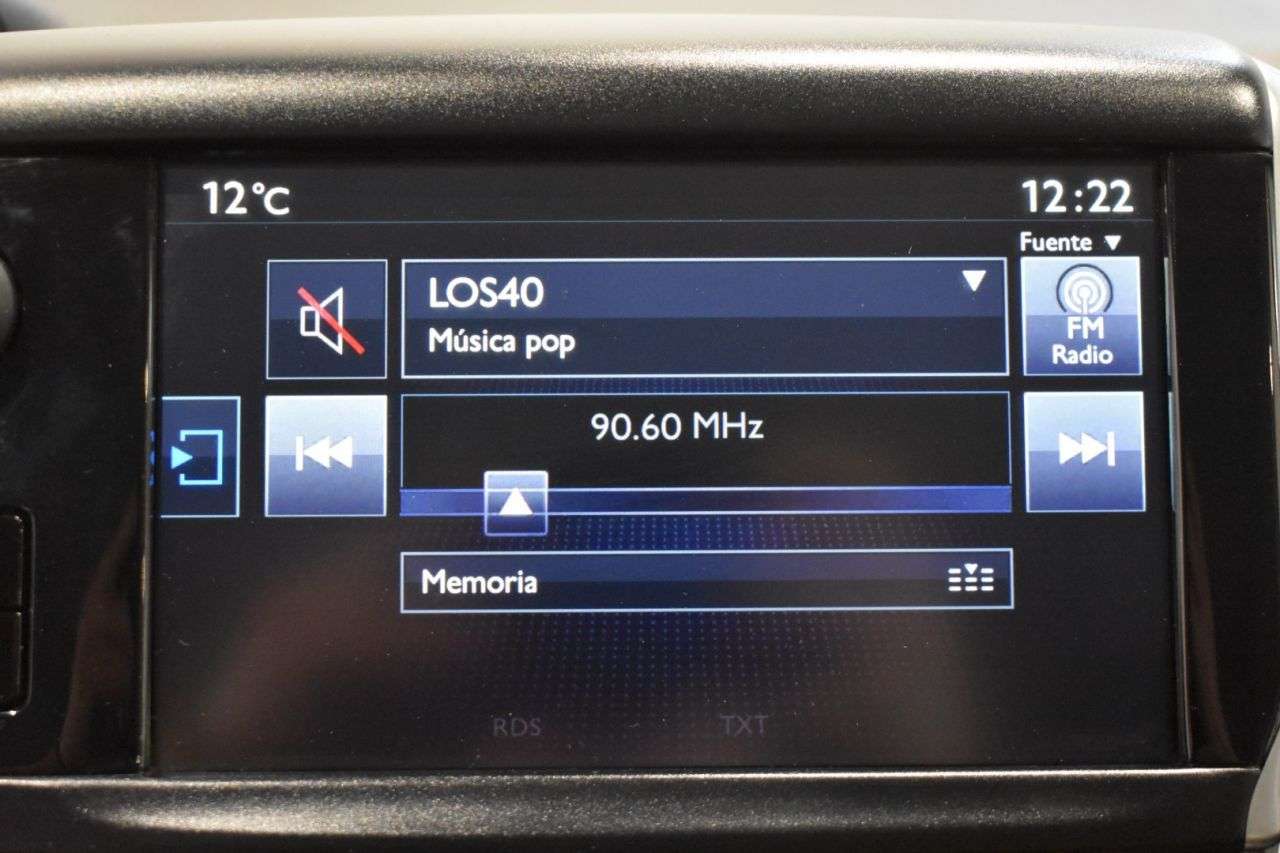 12°C
12:22
Fuente
LOS40
Música pop
FM
Radio
90.60 MHz
Memoria
RDS
TXT